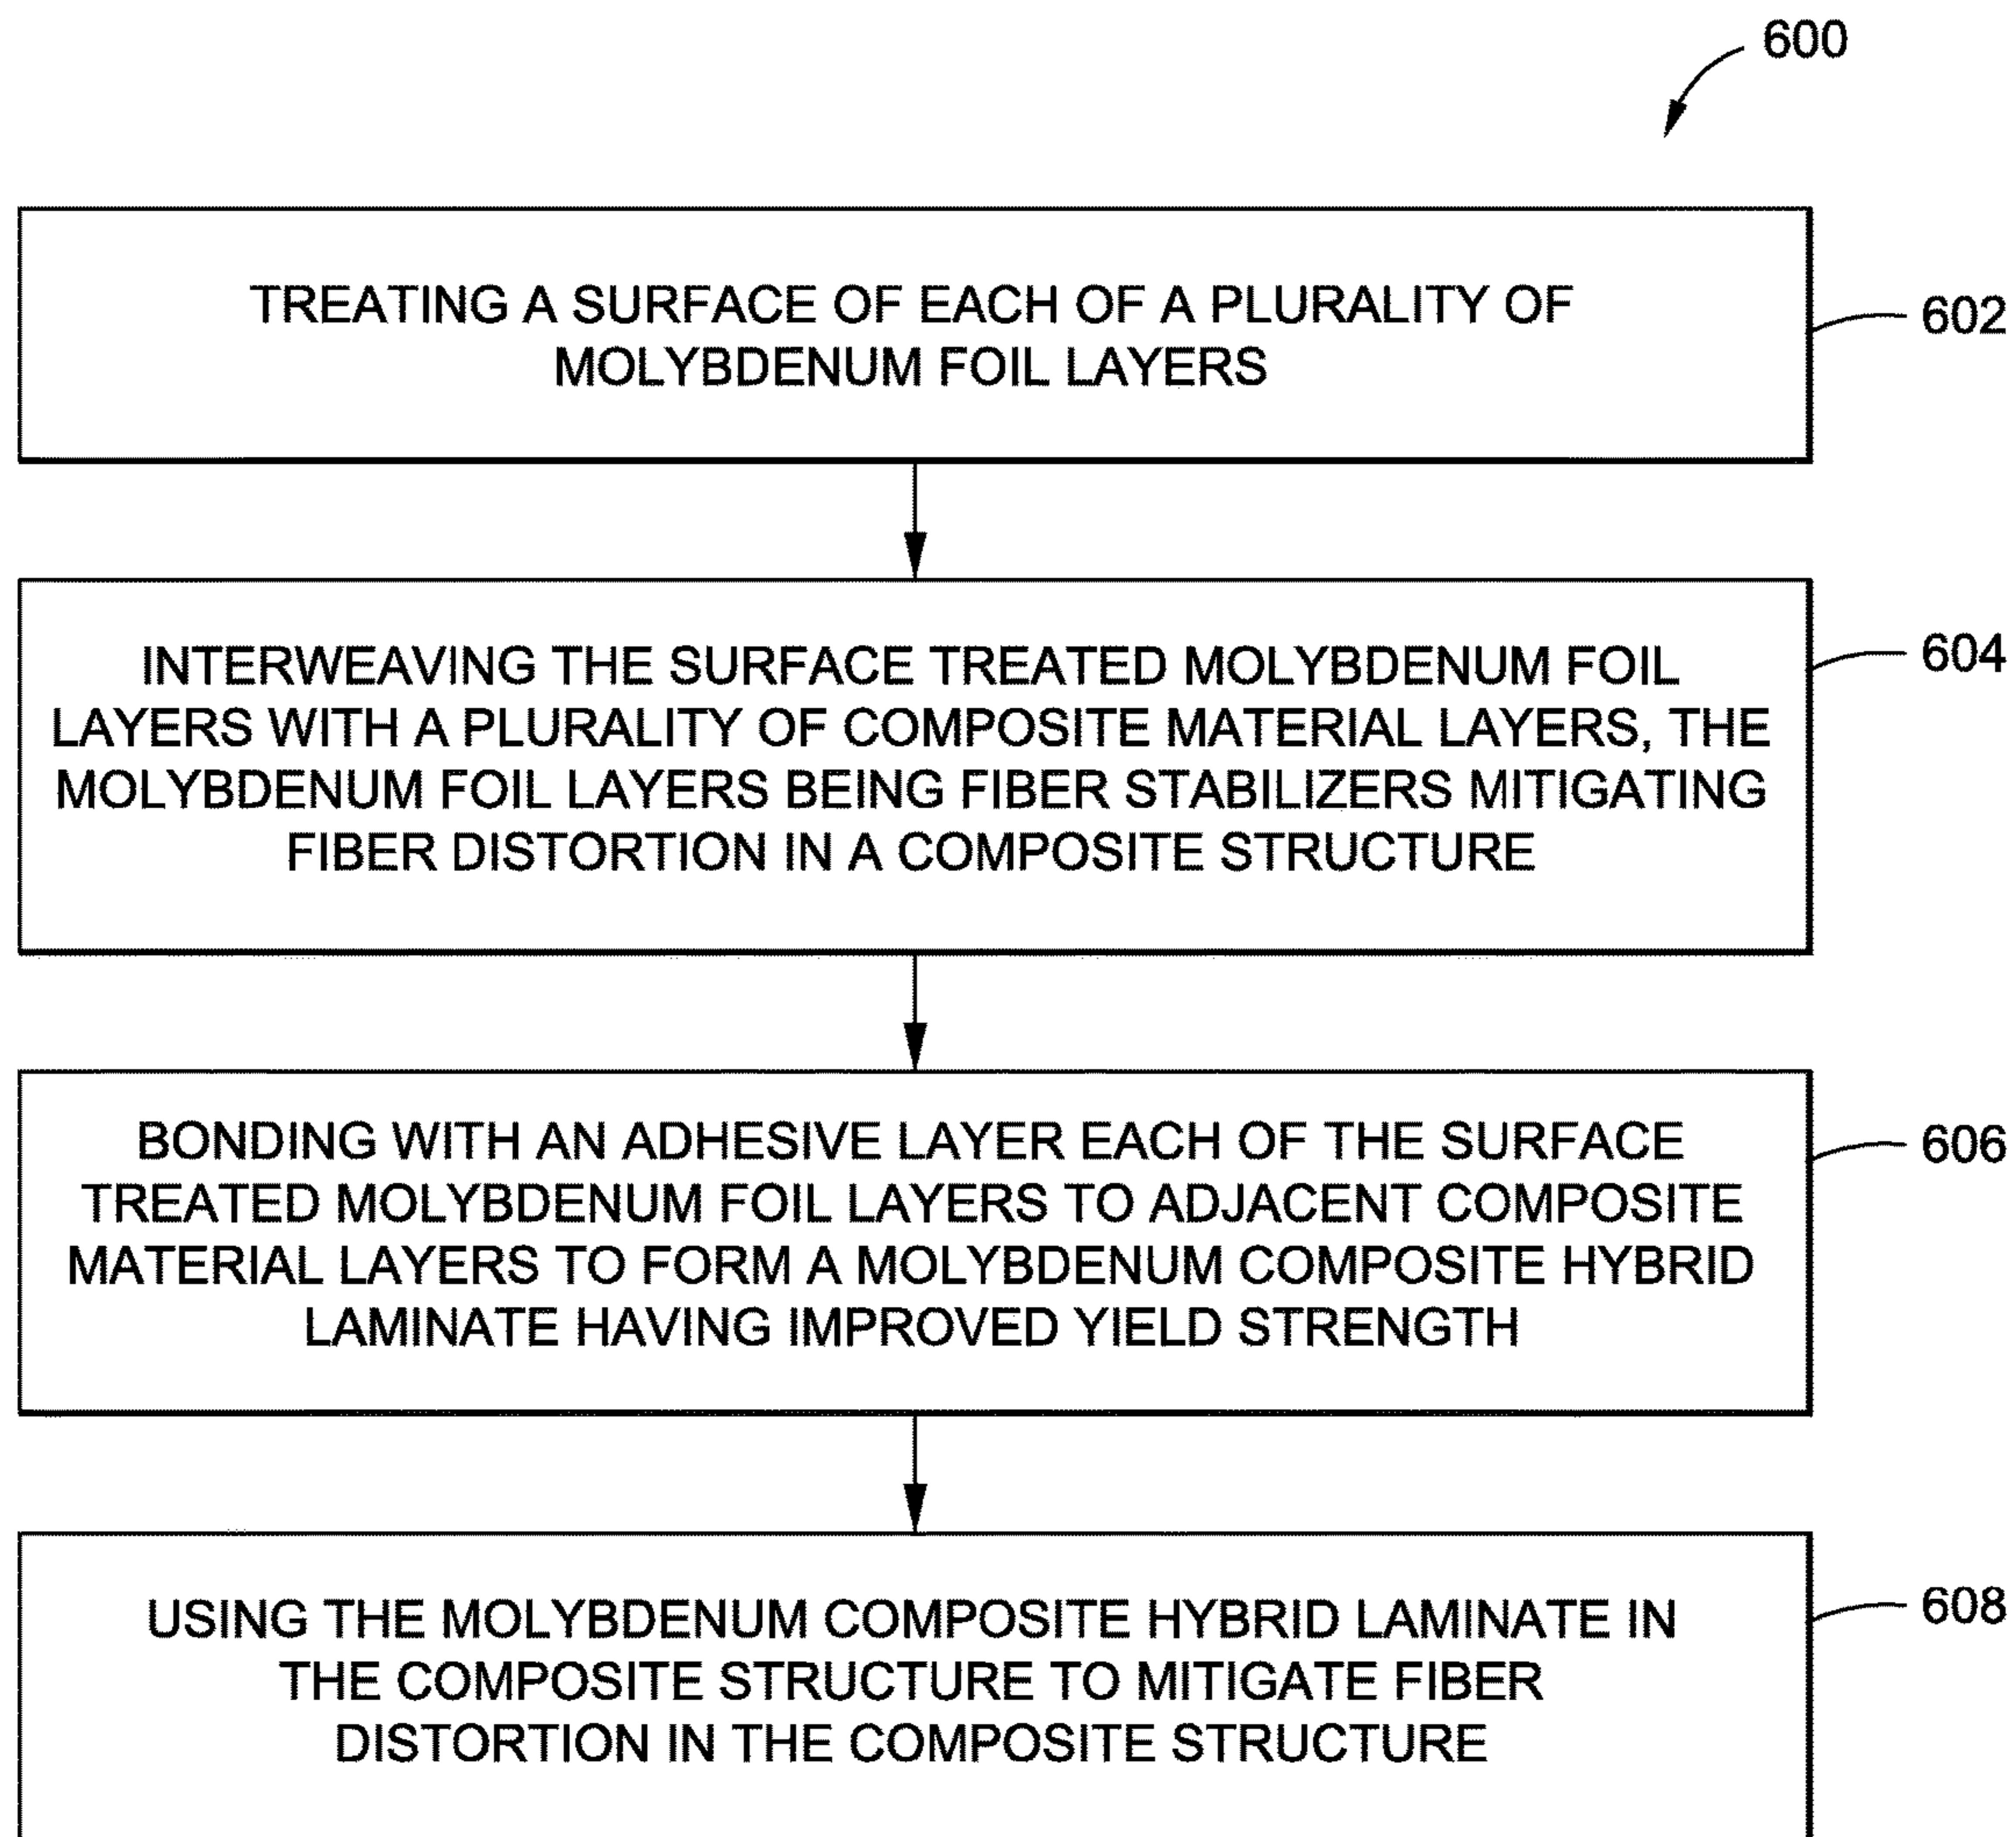 600
TREATING A SURFACE OF EACH OF A PLURALITY OF
MOLYBDENUM FOIL LAYERS
602
INTERWEAVING THE SURFACE TREATED MOLYBDENUM FOIL
LAYERS WITH A PLURALITY OF COMPOSITE MATERIAL LAYERS, THE
MOLYBDENUM FOIL LAYERS BEING FIBER STABILIZERS MITIGATING
FIBER DISTORTION IN A COMPOSITE STRUCTURE
604
BONDING WITH AN ADHESIVE LAYER EACH OF THE SURFACE
TREATED MOLYBDENUM FOIL LAYERS TO ADJACENT COMPOSITE
MATERIAL LAYERS TO FORM A MOLYBDENUM COMPOSITE HYBRID
LAMINATE HAVING IMPROVED YIELD STRENGTH
606
USING THE MOLYBDENUM COMPOSITE HYBRID LAMINATE IN
THE COMPOSITE STRUCTURE TO MITIGATE FIBER
DISTORTION IN THE COMPOSITE STRUCTURE
608